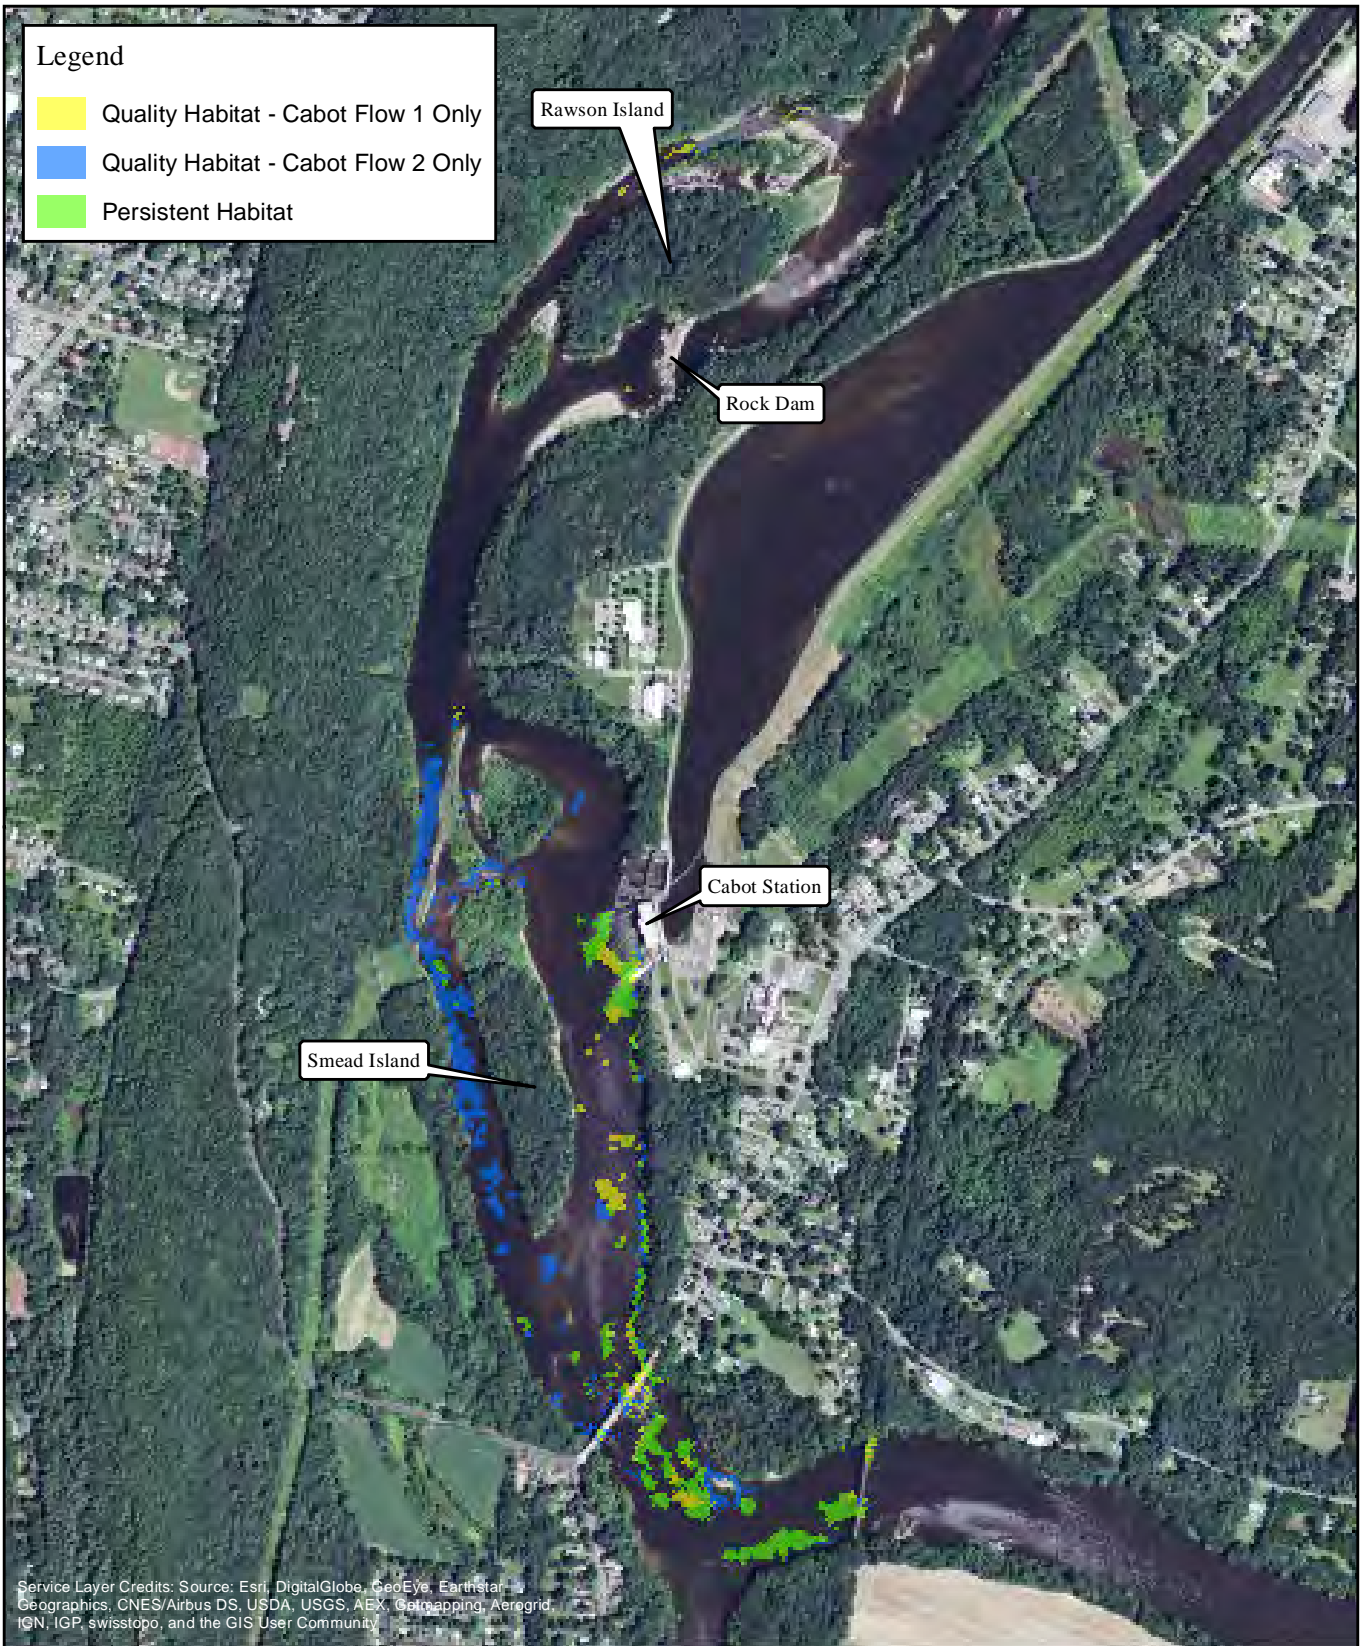 Legend
Quality Habitat - Cabot Flow 1 Only
Quality Habitat - Cabot Flow 2 Only
Persistent Habitat
Rawson Island
Rock Dam
Cabot Station
Smead Island
Service Layer Credits: Source: Esri, DigitalGlobe, GeoEye, Earthstar
Geographics, CNES/Airbus DS, USDA, USGS, AEX, Getmapping, Aerogrid,
IGN, IGP, swisstopo, and the GIS User Community